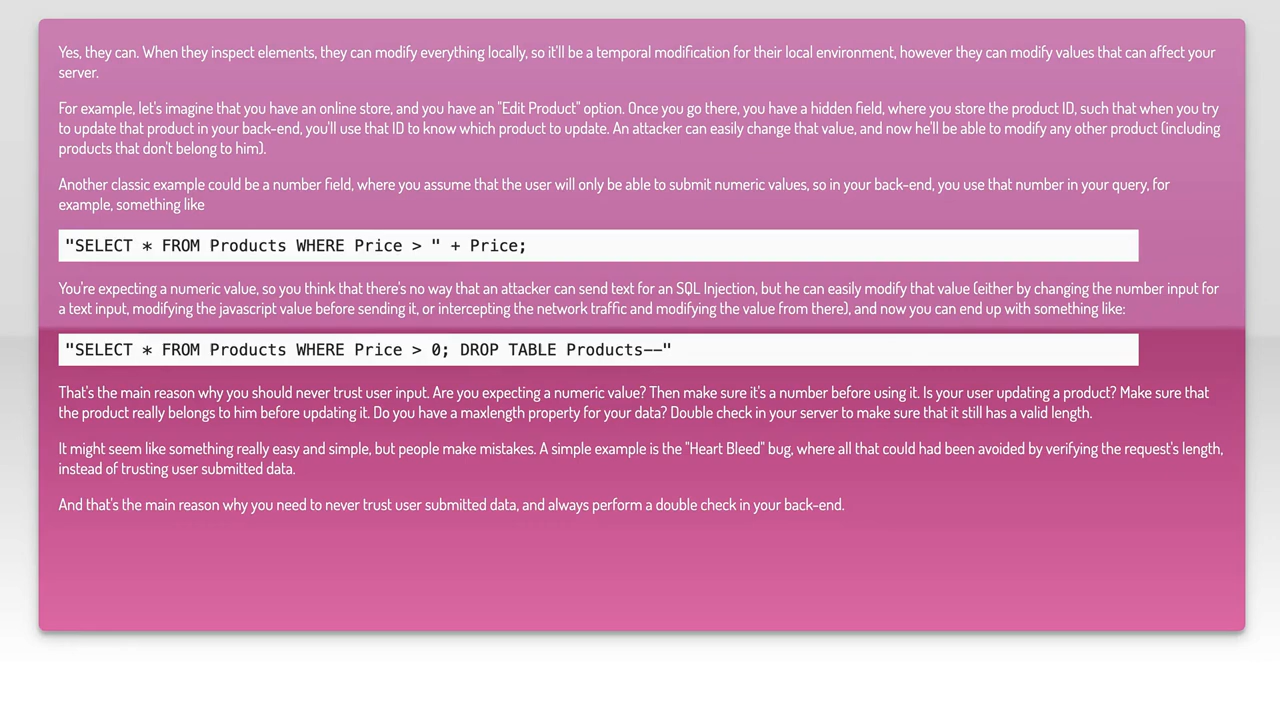 Yes, they can. When they inspect elements, they can modify everything locally, so it'll be a temporal modification for their local environment, however they can modify values that can affect your
server.
For example, let's imagine that you have an online store, and you have an "Edit Product" option. Once you go there, you have a hidden field, where you store the product ID, such that when you try
to update that product in your back-end, you'll use that ID to know which product to update. An attacker can easily change that value, and now he'll be able to modify any other product (including
products that don't belong to him).
Another classic example could be a number field, where you assume that the user will only be able to submit numeric values, so in your back-end, you use that number in your query, for
example, something like
"SELECT * FROM Products WHERE Price > " + Price;
You're expecting a numeric value, so you think that there's no way that an attacker can send text for an SQL Injection, but he can easily modify that value (either by changing the number input for
a text input, modifying the javascript value before sending it, or intercepting the network traffic and modifying the value from there), and now you can end up with something like:
"SELECT * FROM Products WHERE Price > 0; DROP TABLE Products--"
That's the main reason why you should never trust user input. Are you expecting a numeric value? Then make sure it's a number before using it. Is your user updating a product? Make sure that
the product really belongs to him before updating it. Do you have a maxlength property for your data? Double check in your server to make sure that it still has a valid length.
It might seem like something really easy and simple, but people make mistakes. A simple example is the "Heart Bleed" bug, where all that could had been avoided by verifying the request's length,
instead of trusting user submitted data.
And that's the main reason why you need to never trust user submitted data, and always perform a double check in your back-end.